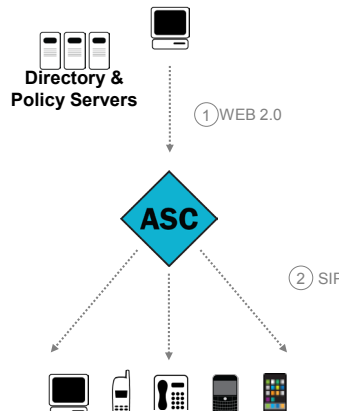 Directory &
Policy Servers
1 WEB 2.0
ASC
2 SIP